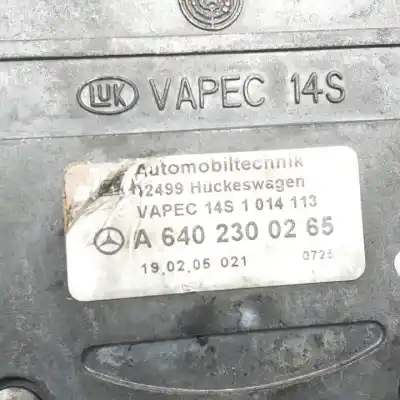 LUK VAPEC 14S
Automobiltechnik
42499 Hückeswagen
VAPEC 14S 1 014 113
A 640 230 02 65
19.02.05 021 0725